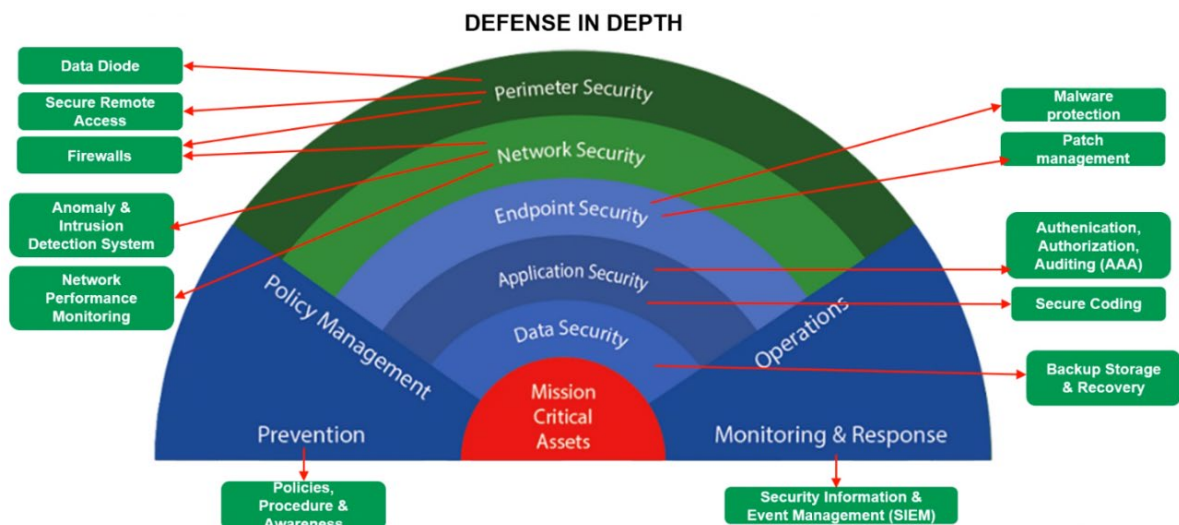 DEFENSE IN DEPTH
Data Diode
Secure Remote
Access
Firewalls
Anomaly &
Intrusion
Detection System
Network
Performance
Monitoring
Perimeter Security
Network Security
Endpoint Security
Application Security
Data Security
Mission
Critical
Assets
Policy Management
Operations
Prevention
Monitoring & Response
Malware
protection
Patch
management
Authenication,
Authorization,
Auditing (AAA)
Secure Coding
Backup Storage
& Recovery
Policies,
Procedure &
Awareness
Security Information &
Event Management (SIEM)